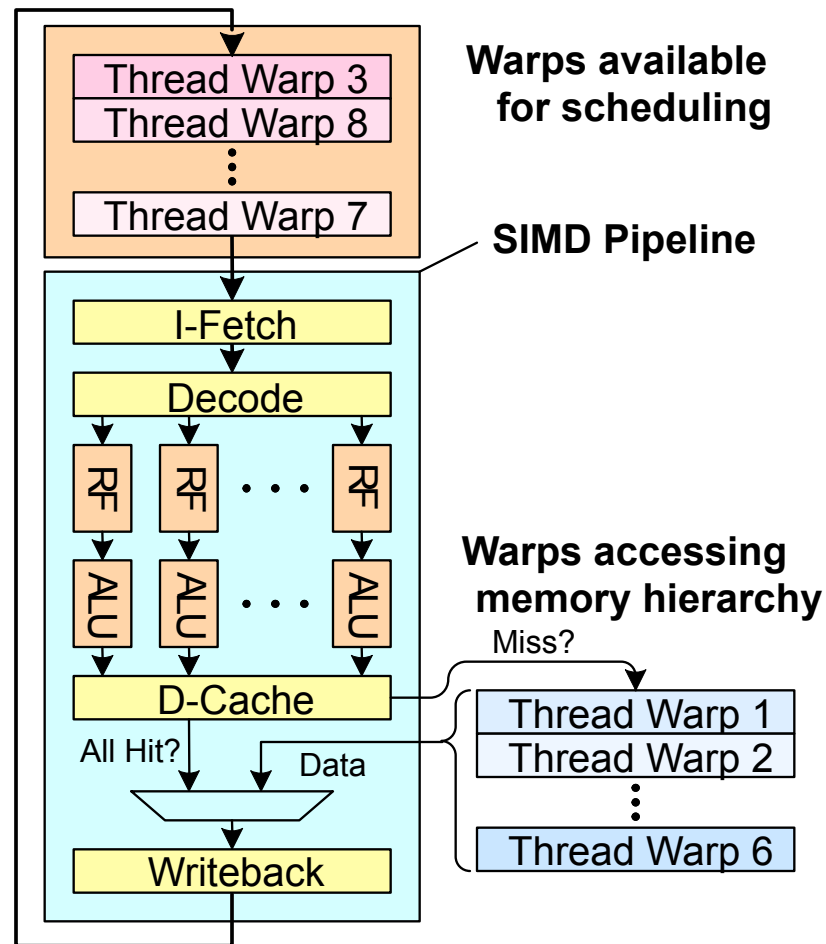 Thread Warp 3
Warps available
for scheduling
Thread Warp 8
Thread Warp 7
SIMD Pipeline
I-Fetch
Decode
RF RF RF
ALU ALU ALU
Warps accessing
memory hierarchy
Miss?
D-Cache
Thread Warp 1
All Hit?
Data
Thread Warp 2
Thread Warp 6
Writeback